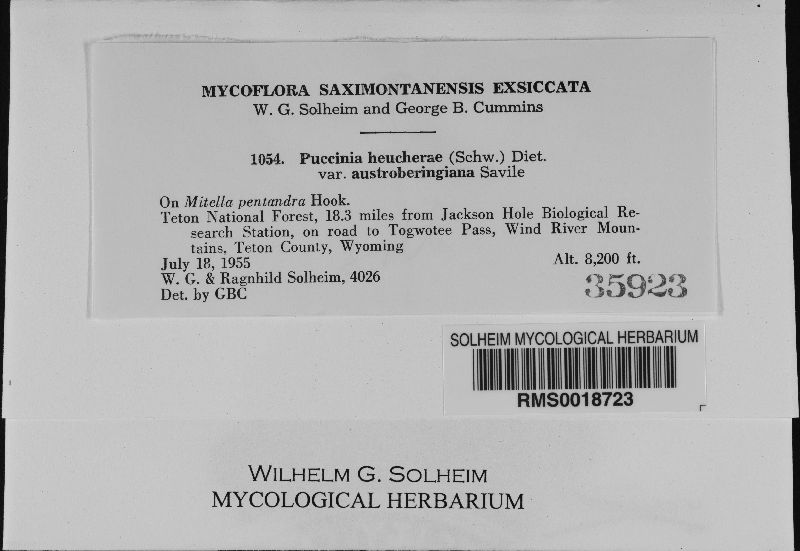 MYCOFLORA SAXIMONTANENSIS EXSICCATA
W. G. Solheim and George B. Cummins
1054. Puccinia heucherae (Schw.) Diet.
var. austroberingiana Savile
On Mitella pentandra Hook.
Teton National Forest, 18.3 miles from Jackson Hole Biological Re-
search Station, on road to Togwotee Pass, Wind River Moun-
tains, Teton County, Wyoming
July 18, 1955 Alt. 8,200 ft.
W. G. & Ragnhild Solheim, 4026
Det. by GBC
35923
SOLHEIM MYCOLOGICAL HERBARIUM
RMS0018723
WILHELM G. SOLHEIM
MYCOLOGICAL HERBARIUM